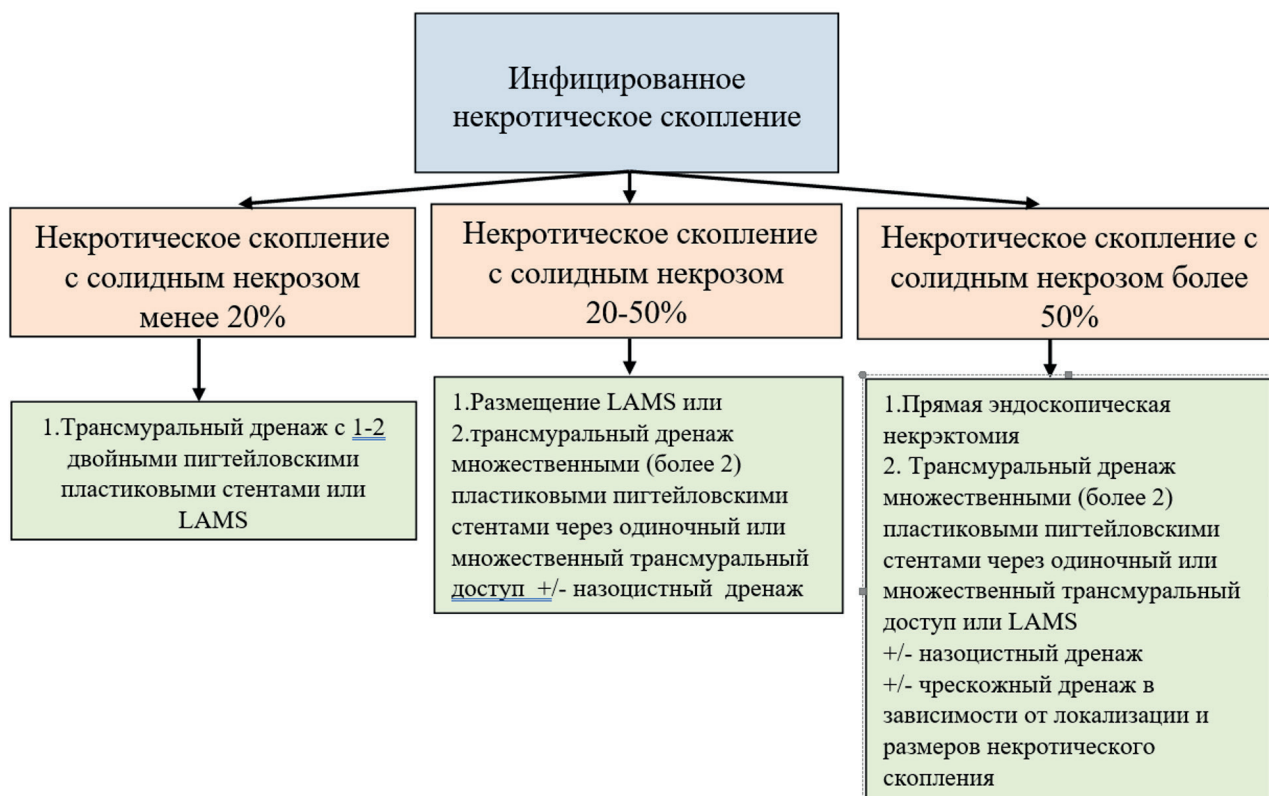 Инфицированное
некротическое скопление
Некротическое скопление
с солидным некрозом
менее 20%
Некротическое скопление
с солидным некрозом
20-50%
Некротическое скопление с
солидным некрозом более
50%
1.Трансмуральный дренаж с 1-2
двойными пигтейловскими
пластиковыми стентами или
LAMS
1.Размещение LAMS или
2.трансмуральный дренаж
множественными (более 2)
пластиковыми пигтейловскими
стентами через одиночный или
множественный трансмуральный
доступ +/- назоцистный дренаж
1.Прямая эндоскопическая
некрэктомия
2. Трансмуральный дренаж
множественными (более 2)
пластиковыми пигтейловскими
стентами через одиночный или
множественный трансмуральный
доступ или LAMS
+/- назоцистный дренаж
+/- чрескожный дренаж в
зависимости от локализации и
размеров некротического
скопления